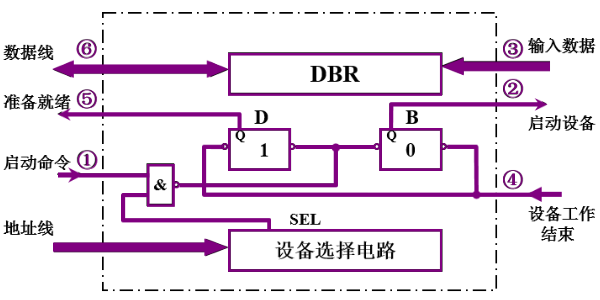 数据线 ⑥ DBR ③ 输入数据
准备就绪 ⑤ ② 启动设备
D B
Q 1 Q 0
启动命令 ① &
④ 设备工作
结束
地址线 SEL
设备选择电路